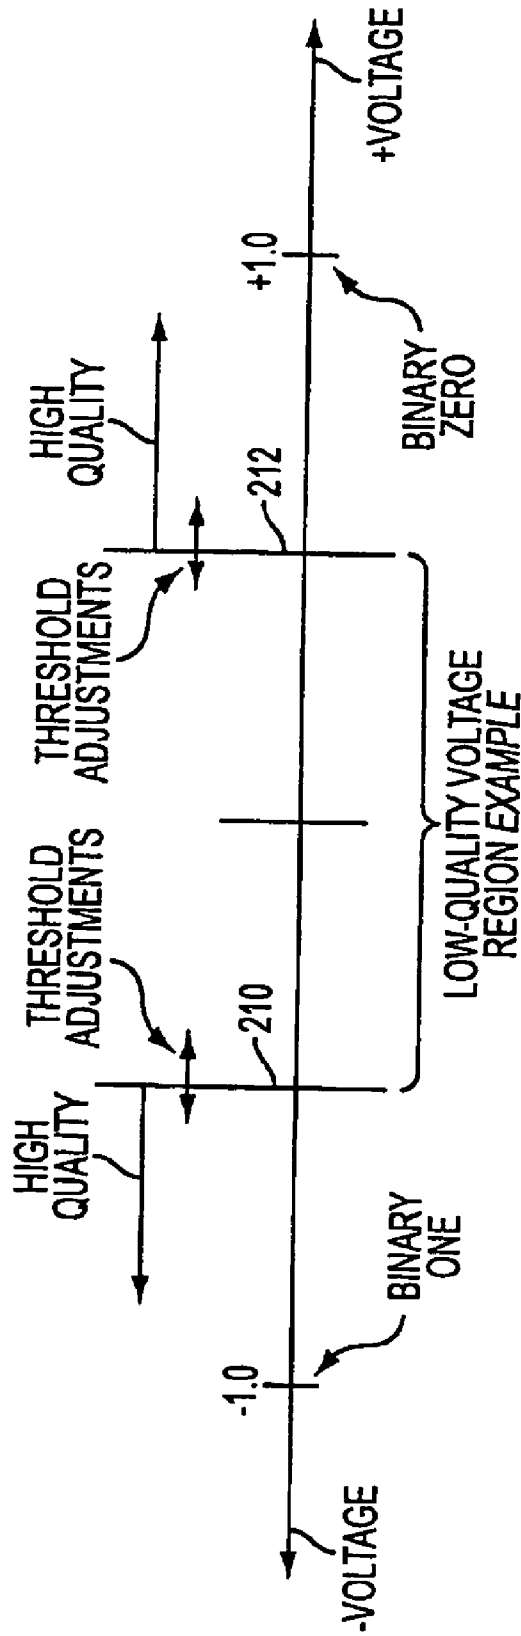 HIGH
QUALITY
THRESHOLD
ADJUSTMENTS
THRESHOLD
ADJUSTMENTS
HIGH
QUALITY
-1.0
210
212
+1.0
-VOLTAGE
BINARY
ONE
LOW-QUALITY VOLTAGE
REGION EXAMPLE
BINARY
ZERO
+VOLTAGE